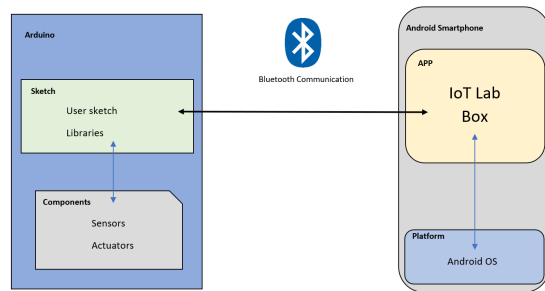 Arduino
Sketch
User sketch
Libraries
Components
Sensors
Actuators
Bluetooth Communication
Android Smartphone
APP
IoT Lab
Box
Platform
Android OS